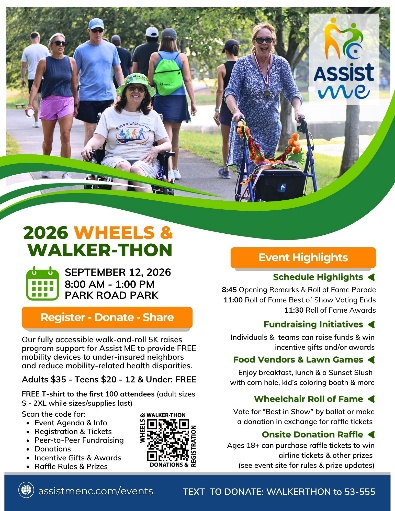 Assist
me
2026 WHEELS &
WALKER-THON
SEPTEMBER 12, 2026
8:00 AM - 1:00 PM
PARK ROAD PARK
Register - Donate - Share
Our fully accessible walk-and-roll 5K raises
program support for Assist ME to provide FREE
mobility devices to under-insured neighbors
and reduce mobility-related health disparities.
Adults $35 - Teens $20 - 12 & Under: FREE
FREE T-shirt to the first 100 attendees (adult sizes
S - 2XL while sizes/supplies last)
Scan the code for:
• Event Agenda & Info
• Registration & Tickets
• Peer-to-Peer Fundraising
• Donations
• Incentive Gifts & Awards
• Raffle Rules & Prizes
WHEELS & WALKER-THON
DONATIONS & REGISTRATION
Event Highlights
Schedule Highlights
8:45 Opening Remarks & Roll of Fame Parade
11:00 Roll of Fame Best of Show Voting Ends
11:30 Roll of Fame Awards
Fundraising Initiatives
Individuals & teams can raise funds & win
incentive gifts and/or awards
Food Vendors & Lawn Games
Enjoy breakfast, lunch & a Sunset Slush
with corn hole, kid's coloring booth & more
Wheelchair Roll of Fame
Vote for "Best in Show" by ballot or make
a donation in exchange for raffle tickets
Onsite Donation Raffle
Ages 18+ can purchase raffle tickets to win
airline tickets & other prizes
(see event site for rules & prize updates)
assistmenc.com/events
TEXT TO DONATE: WALKERTHON to 53-555